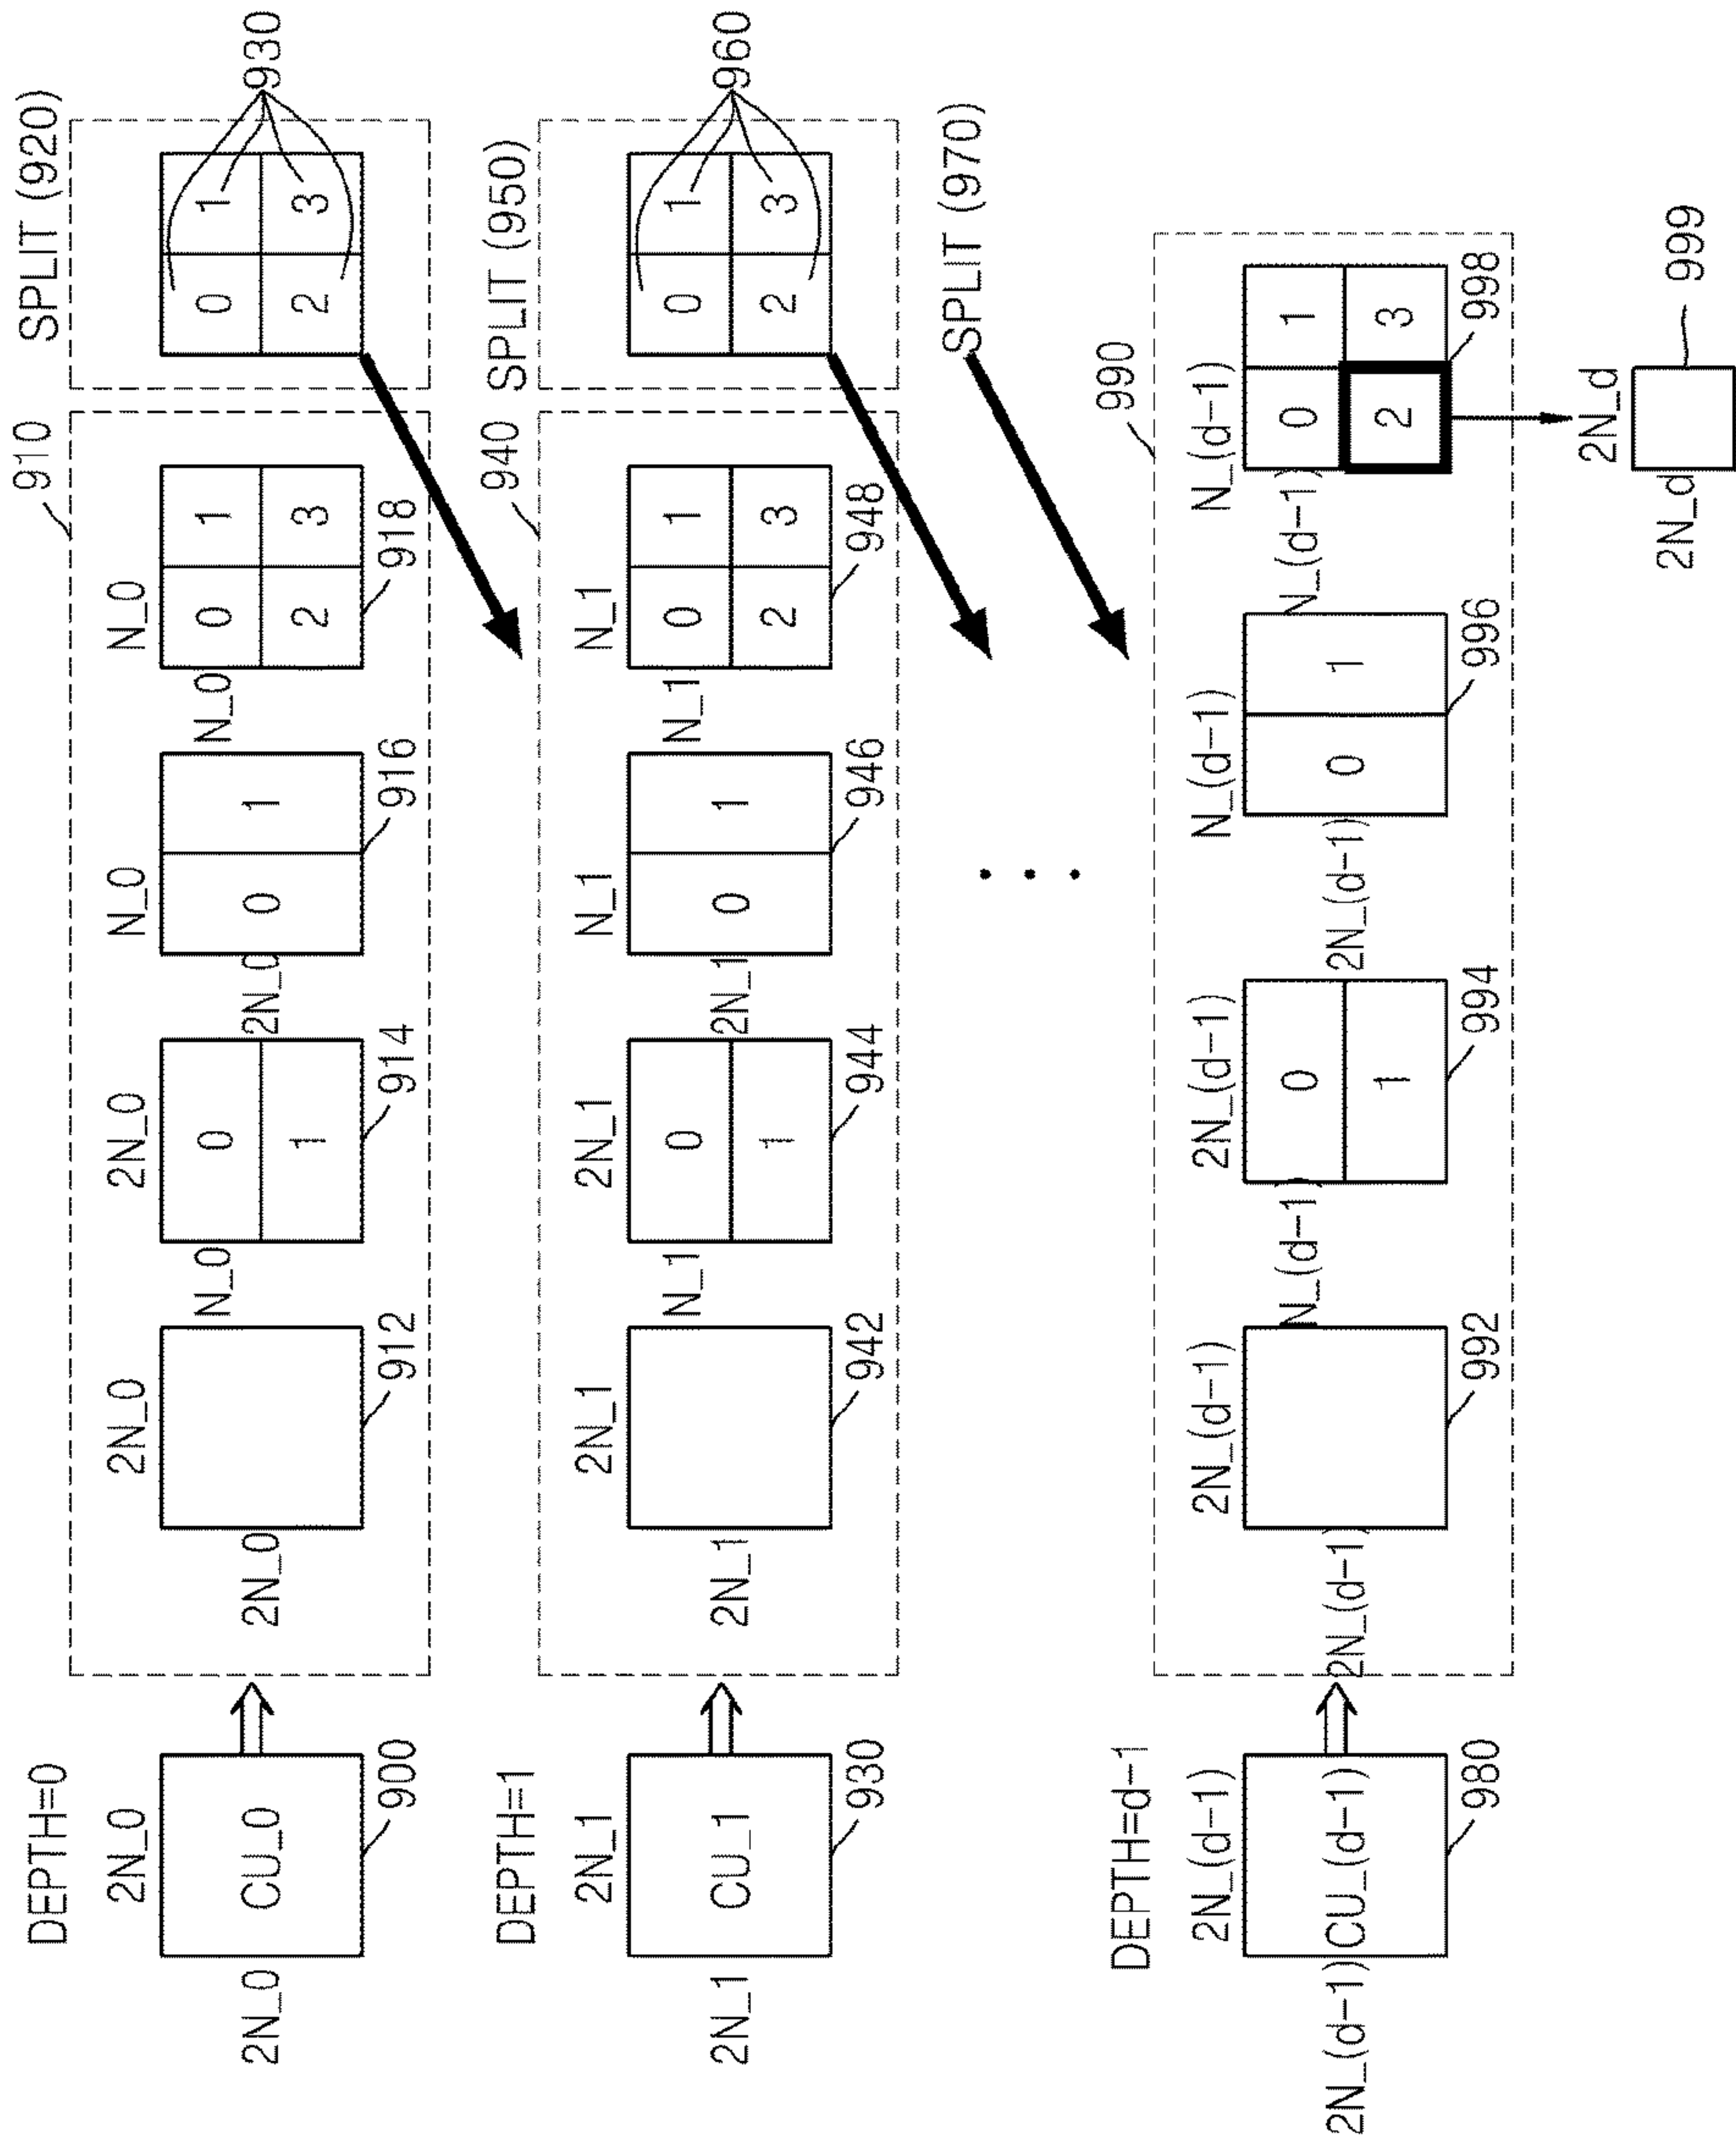 DEPTH=0
2N_0
2N_0
CU_0
900
910
2N_0
2N_0
912
2N_0
N_0
0
1
914
N_0
2N_0
0
1
916
N_0
N_0
0
1
2
3
918
SPLIT (920)
0
1
2
3
930
DEPTH=1
2N_1
2N_1
CU_1
930
940
2N_1
2N_1
942
2N_1
N_1
0
1
944
N_1
2N_1
0
1
946
N_1
N_1
0
1
2
3
948
SPLIT (950)
0
1
2
3
960
SPLIT (970)
DEPTH=d-1
2N_(d-1)
2N_(d-1)
CU_(d-1)
980
990
2N_(d-1)
2N_(d-1)
992
2N_(d-1)
N_(d-1)
0
1
994
N_(d-1)
2N_(d-1)
0
1
996
N_(d-1)
N_(d-1)
0
1
2
3
998
2N_d
2N_d
999